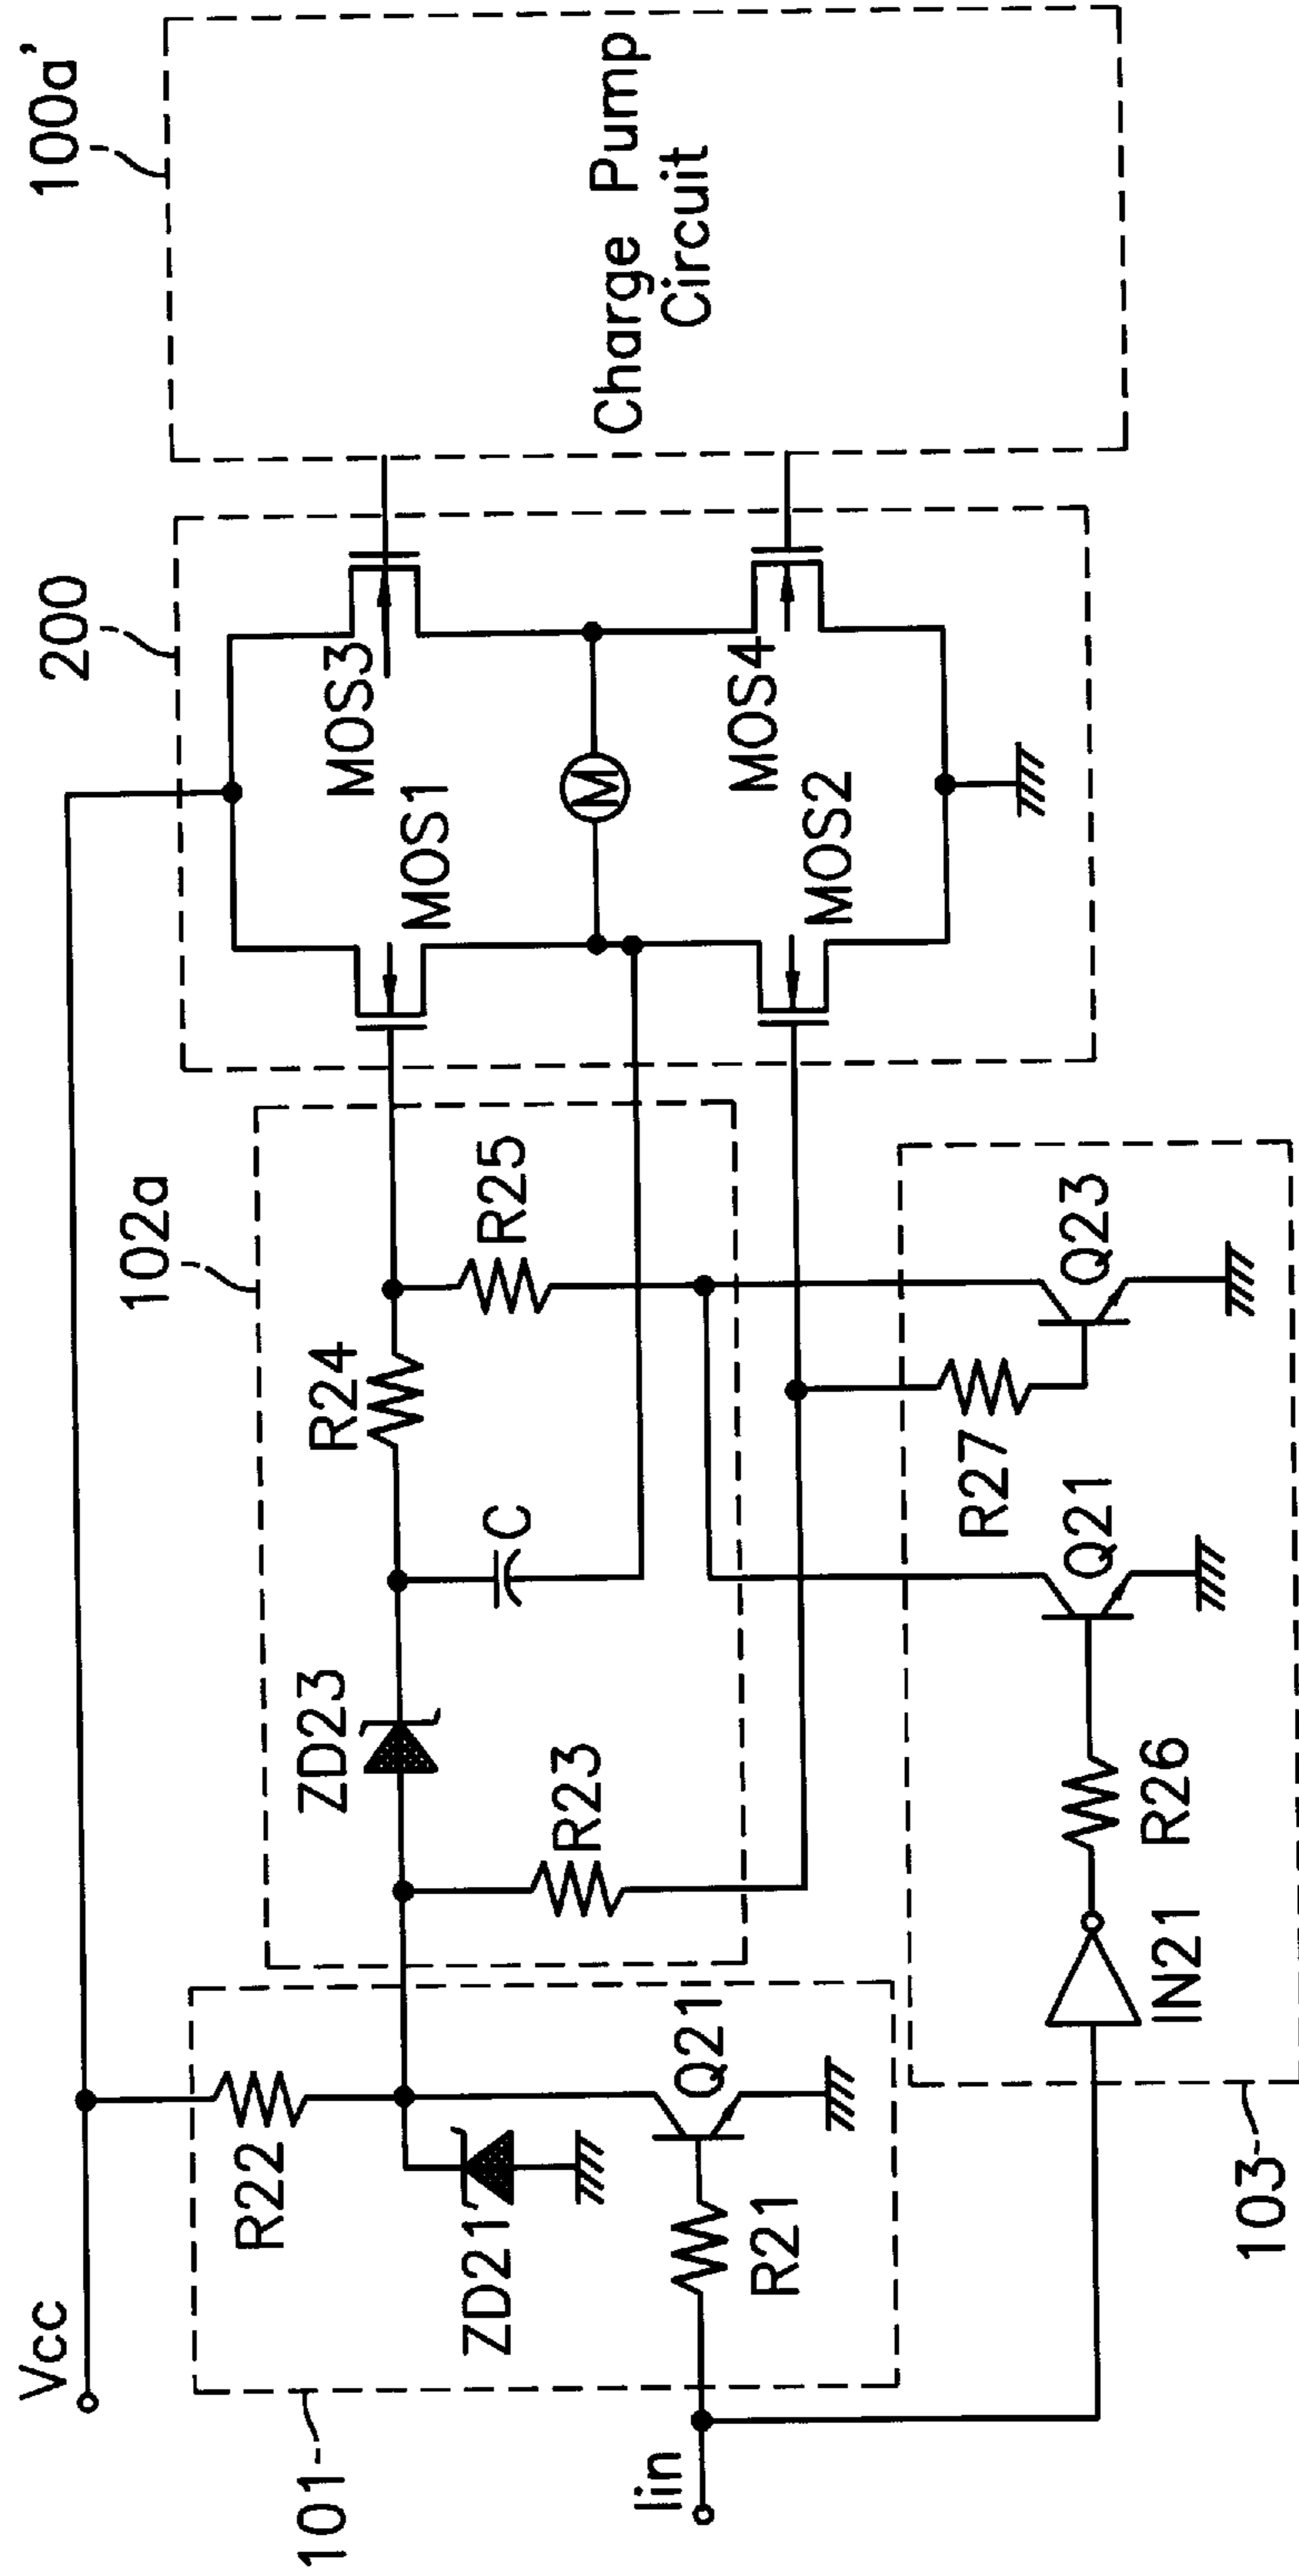 100a'
200
Charge Pump
Circuit
Vcc
102a
MOS3
MOS1
M
MOS4
MOS2
R24
R25
C
ZD23
R23
R22
ZD21
Q21
R21
101
Iin
Q23
R27
Q21
R26
IN21
103